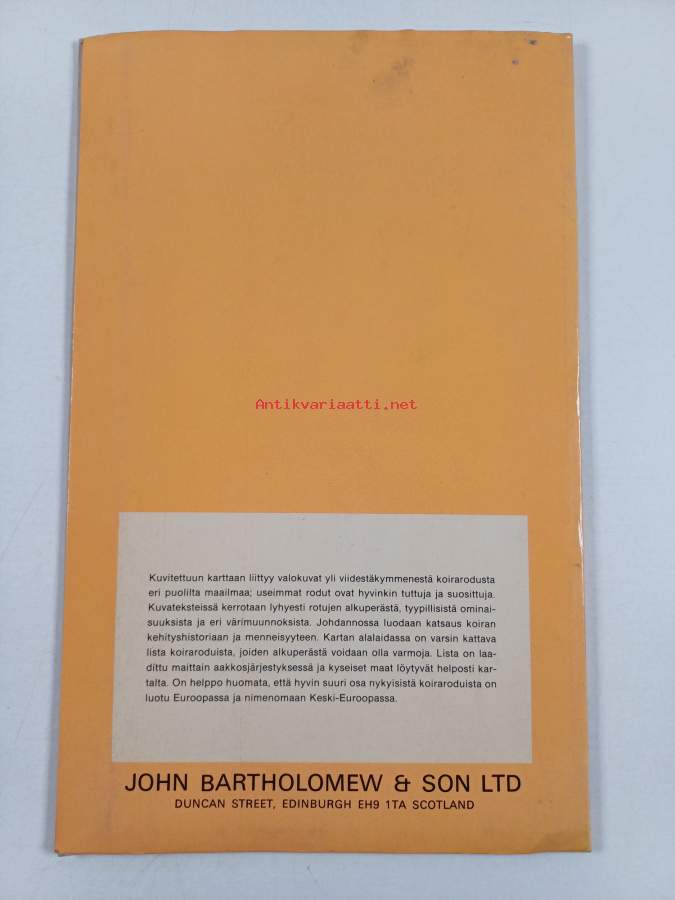 Antikvariaatti.net
Kuvitettuun karttaan liittyy valokuvat yli viidestäkymmenestä koirarodusta
eri puolilta maailmaa; useimmat rodut ovat hyvinkin tuttuja ja suosittuja.
Kuvateksteissä kerrotaan lyhyesti rotujen alkuperästä, tyypillisistä ominai-
suuksista ja eri värimuunnoksista. Johdannossa luodaan katsaus koiran
kehityshistoriaan ja menneisyyteen. Kartan alalaidassa on varsin kattava
lista koiraroduista, joiden alkuperästä voidaan olla varmoja. Lista on laa-
dittu maittain aakkosjärjestyksessä ja kyseiset maat löytyvät helposti kar-
talta. On helppo huomata, että hyvin suuri osa nykyisistä koiraroduista on
luotu Euroopassa ja nimenomaan Keski-Euroopassa.
JOHN BARTHOLOMEW & SON LTD
DUNCAN STREET, EDINBURGH EH9 1TA SCOTLAND